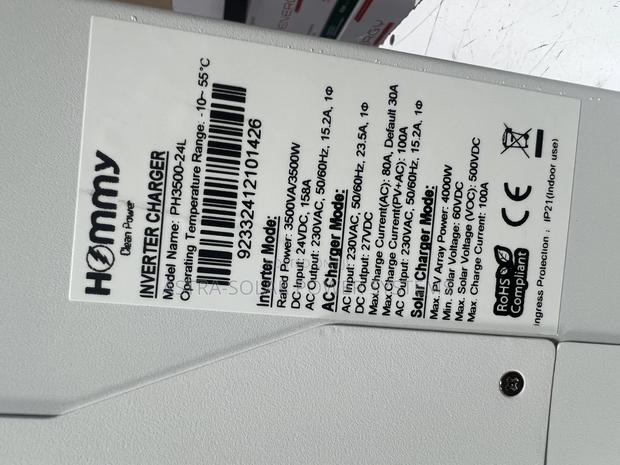 HOMMY
Clean Power
INVERTER CHARGER
Model Name: PH3500-24L
Operating Temperature Range: -10~ 55°C
92332412101426
Inverter Mode:
Rated Power: 3500VA/3500W
DC Input: 24VDC, 158A
AC Output: 230VAC, 50/60Hz, 15.2A, 1Φ
AC Charger Mode:
AC Input: 230VAC, 50/60Hz, 23.5A, 1Φ
DC Output: 27VDC
Max.Charge Current(AC): 80A, Default 30A
Max.Charge Current(PV+AC): 100A
AC Output: 230VAC, 50/60Hz, 15.2A, 1Φ
Solar Charger Mode:
Max. PV Array Power: 4000W
Min. Solar Voltage: 60VDC
Max. Solar Voltage (VOC): 500VDC
Max. Charge Current: 100A
RoHS
Compliant
CE
Ingress Protection: IP21(Indoor use)